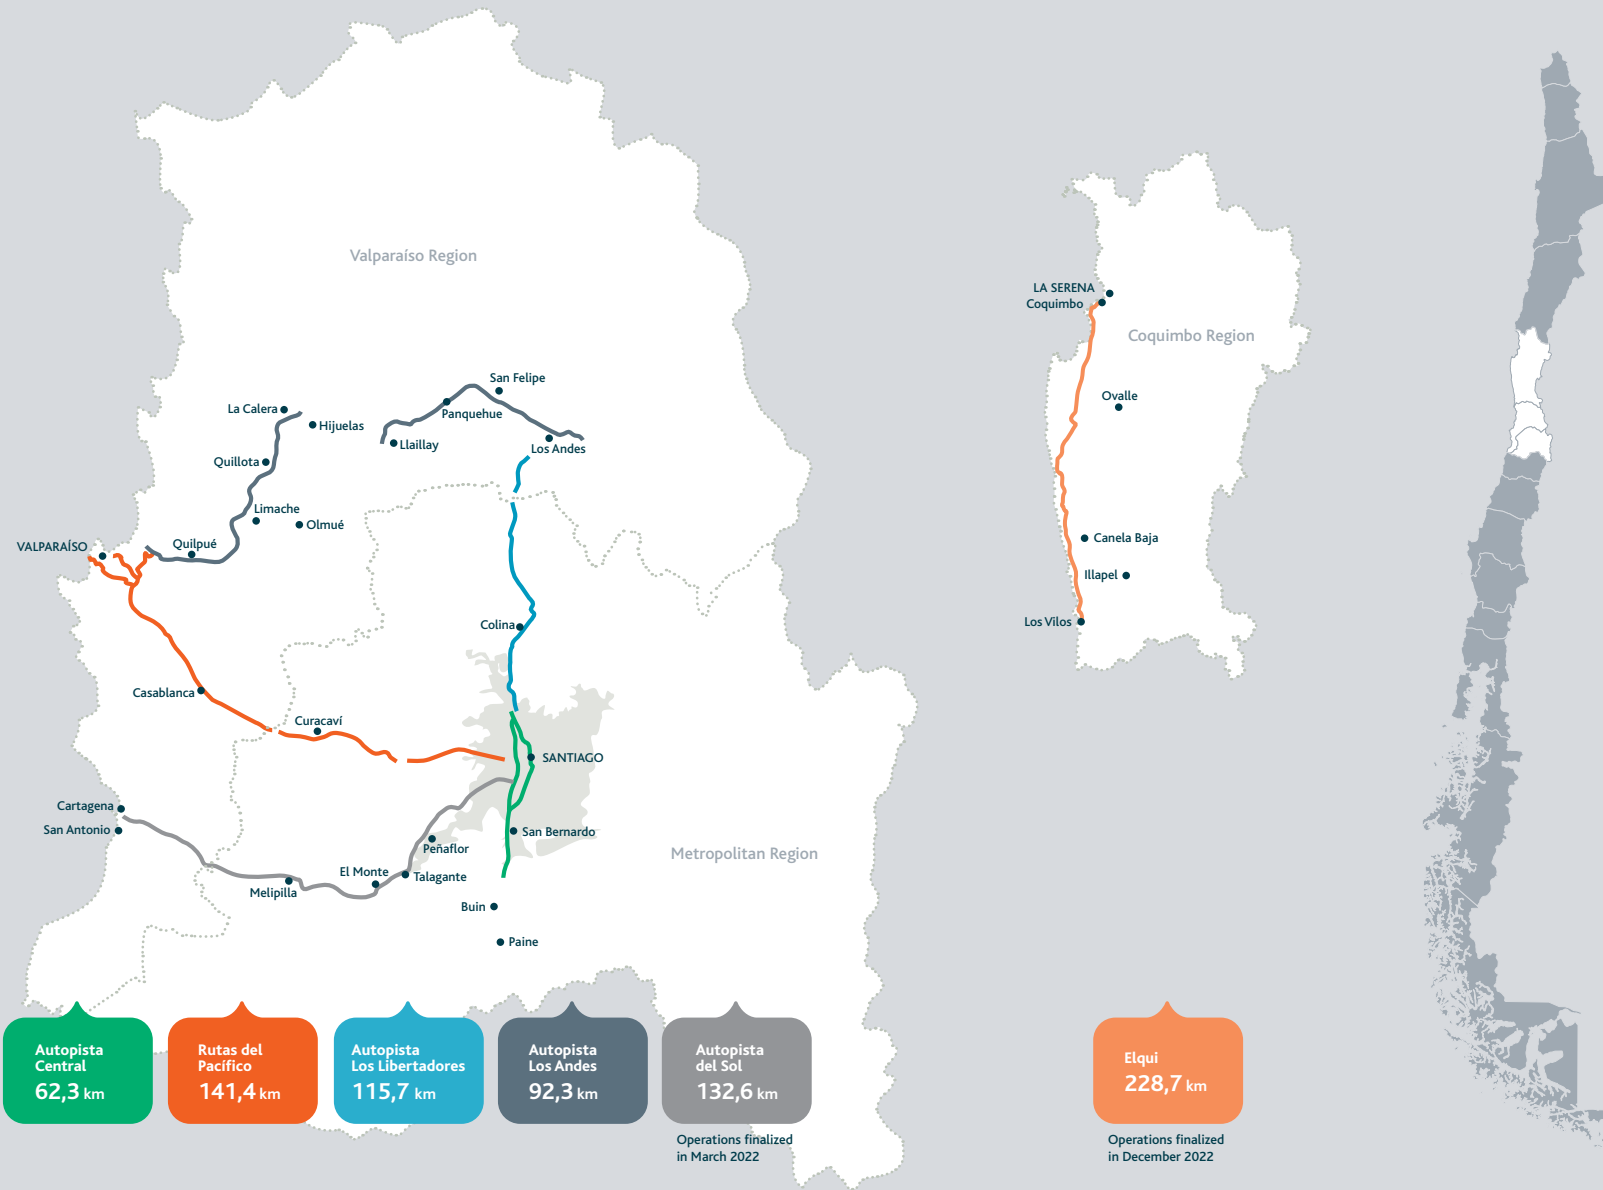 Valparaíso Region
San Felipe
La Calera
Panquehue
Hijuelas
Llaillay
Los Andes
Quillota
Limache
Olmué
VALPARAÍSO
Quilpué
Colina
Casablanca
Curacaví
SANTIAGO
Cartagena
San Antonio
San Bernardo
Peñaflor
Metropolitan Region
El Monte
Talagante
Melipilla
Buin
Paine
LA SERENA
Coquimbo
Coquimbo Region
Ovalle
Canela Baja
Illapel
Los Vilos
Autopista
Central
62,3 km
Rutas del
Pacífico
141,4 km
Autopista
Los Libertadores
115,7 km
Autopista
Los Andes
92,3 km
Autopista
del Sol
132,6 km
Operations finalized
in March 2022
Elqui
228,7 km
Operations finalized
in December 2022